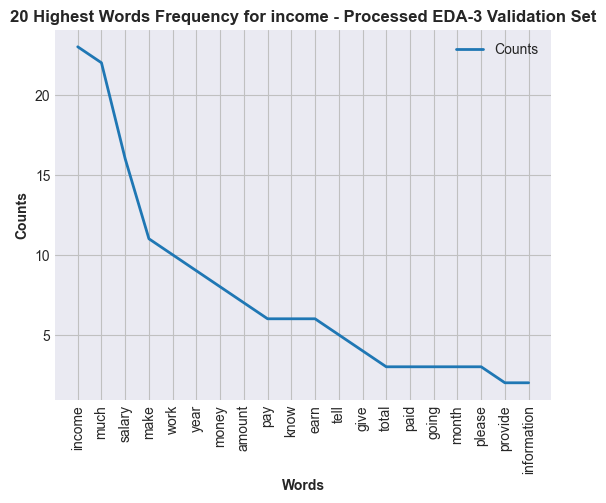 20 Highest Words Frequency for income - Processed EDA-3 Validation Set
Counts
20
15
10
5
Counts
income
much
salary
make
work
year
money
amount
pay
know
earn
tell
give
total
paid
going
month
please
provide
information
Words